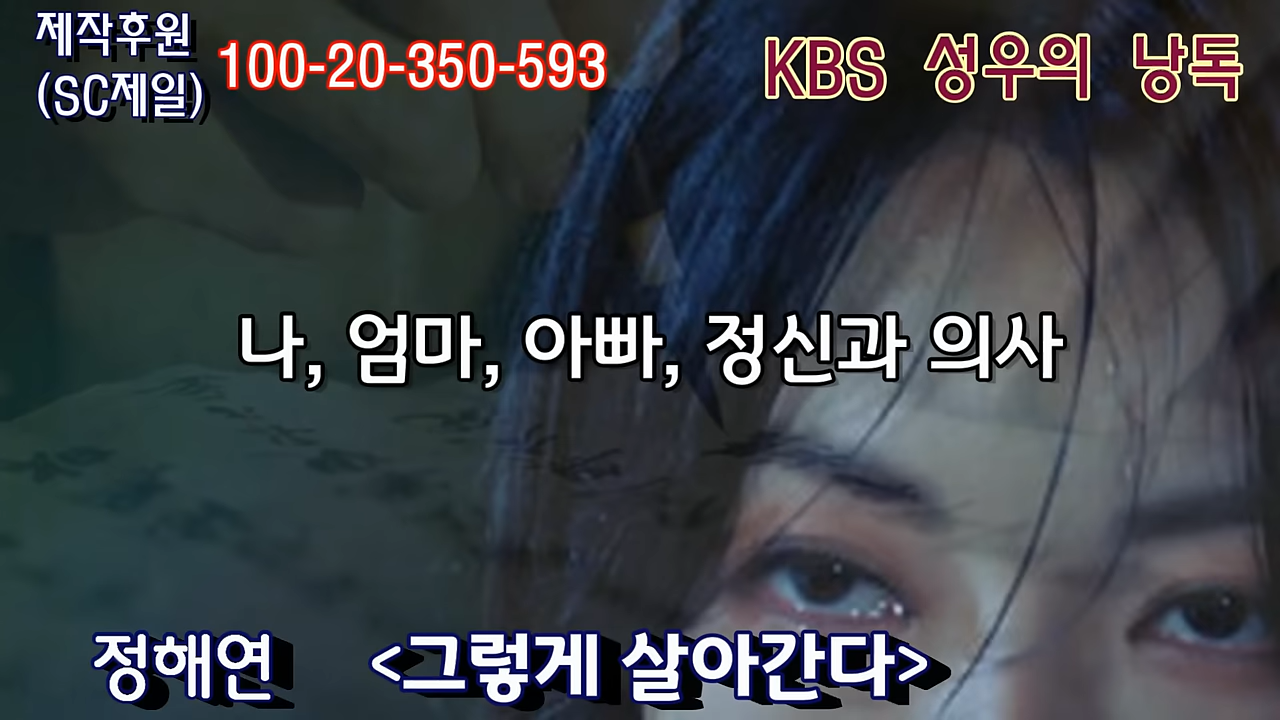 제작후원
(SC제일)
100-20-350-593
KBS 성우의 낭독
나, 엄마, 아빠, 정신과 의사
정해연 <그렇게 살아간다>